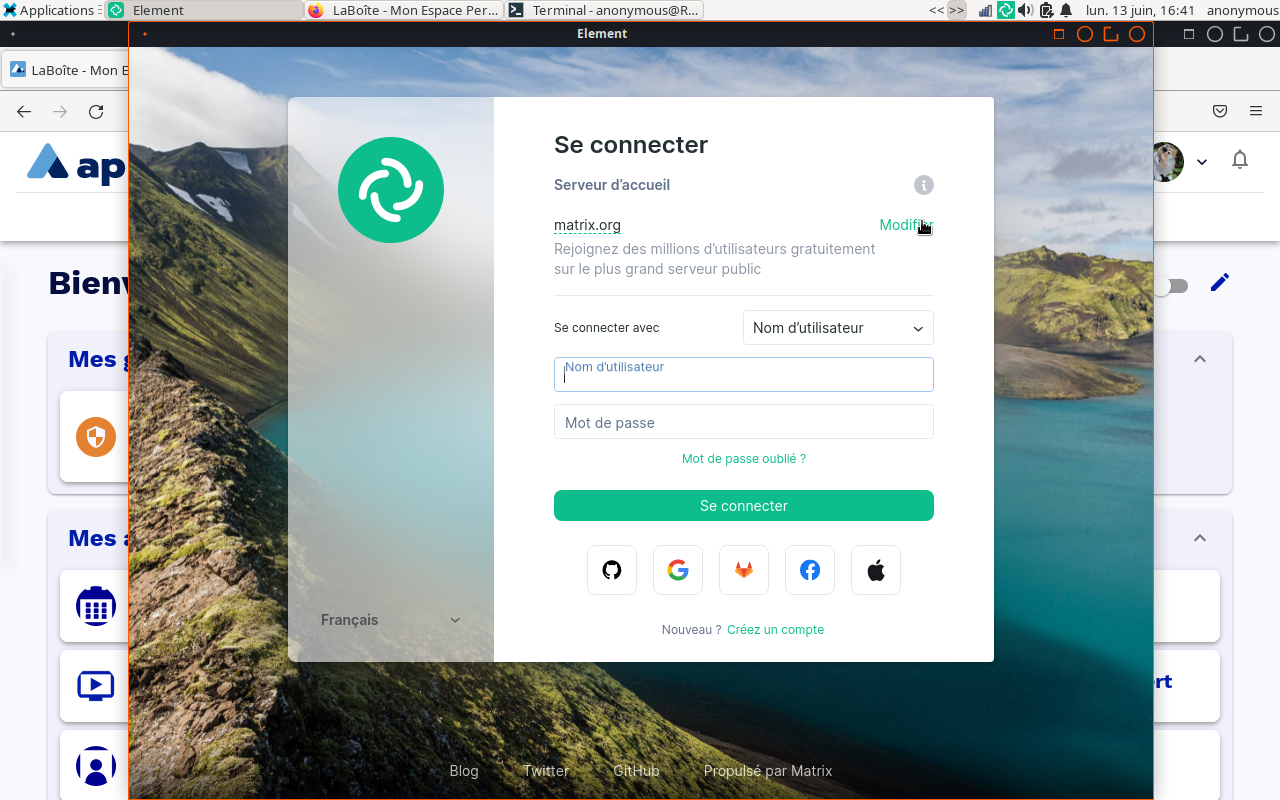 Applications
Element
LaBoîte - Mon Espace Per...
Terminal - anonymous@R...
<< >>
lun. 13 juin, 16:41
anonymous
Element
LaBoîte - Mon E
ap
Bienv
Mes
Mes
rt
Se connecter
Serveur d'accueil
matrix.org
Modifier
Rejoignez des millions d'utilisateurs gratuitement
sur le plus grand serveur public
Se connecter avec
Nom d'utilisateur
Nom d'utilisateur
Mot de passe
Mot de passe oublié ?
Se connecter
Français
Nouveau ? Créez un compte
Blog
Twitter
GitHub
Propulsé par Matrix